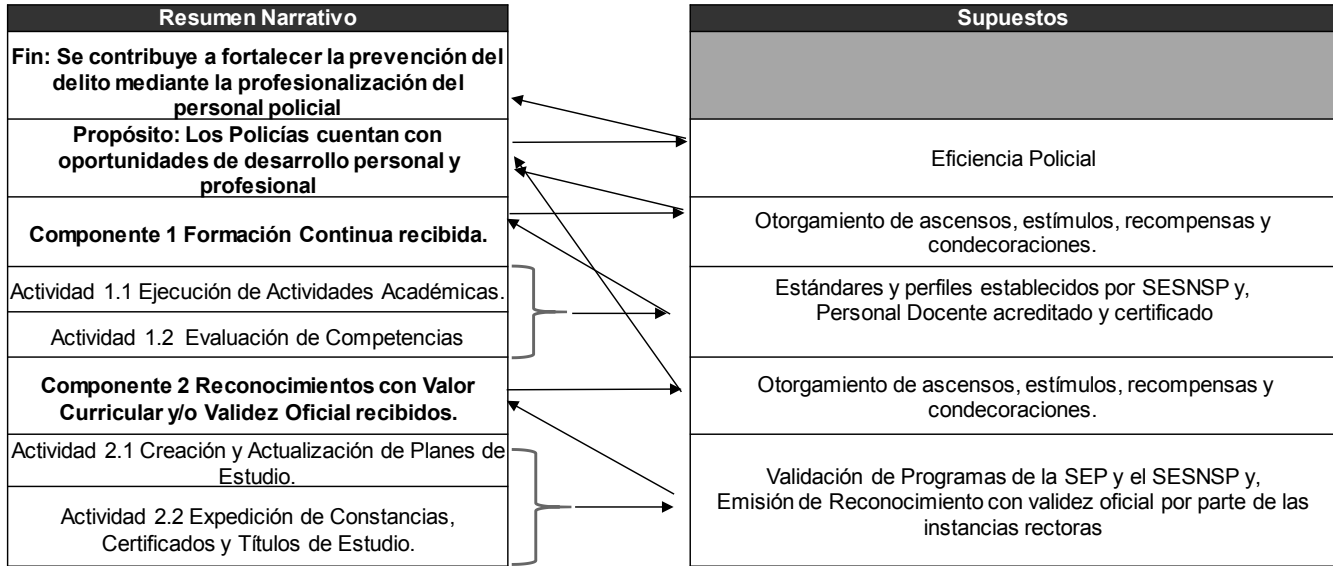 Resumen Narrativo
Fin: Se contribuye a fortalecer la prevención del
delito mediante la profesionalización del
personal policial
Propósito: Los Policías cuentan con
oportunidades de desarrollo personal y
profesional
Componente 1 Formación Continua recibida.
Actividad 1.1 Ejecución de Actividades Académicas.
Actividad 1.2 Evaluación de Competencias
Componente 2 Reconocimientos con Valor
Curricular y/o Validez Oficial recibidos.
Actividad 2.1 Creación y Actualización de Planes de
Estudio.
Actividad 2.2 Expedición de Constancias,
Certificados y Títulos de Estudio.
Supuestos
Eficiencia Policial
Otorgamiento de ascensos, estímulos, recompensas y
condecoraciones.
Estándares y perfiles establecidos por SESNSP y,
Personal Docente acreditado y certificado
Otorgamiento de ascensos, estímulos, recompensas y
condecoraciones.
Validación de Programas de la SEP y el SESNSP y,
Emisión de Reconocimiento con validez oficial por parte de las
instancias rectoras